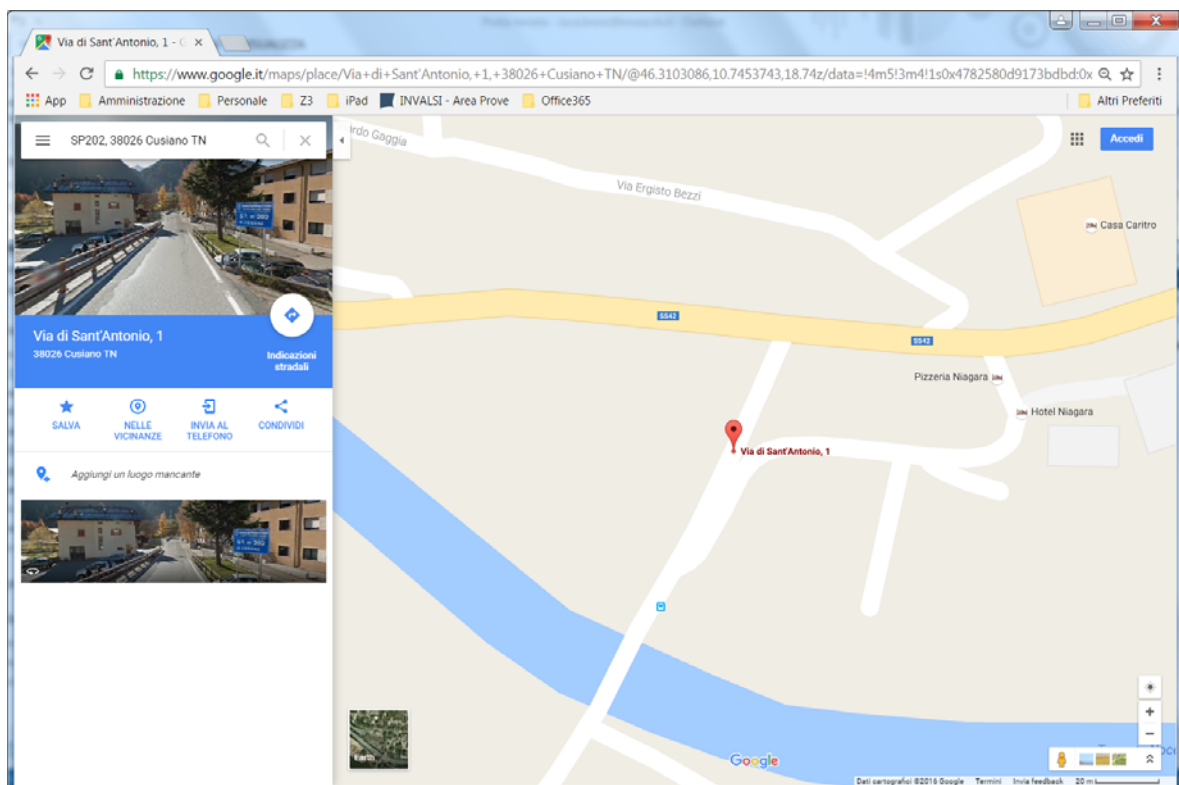 Via di Sant'Antonio, 1 - G
https://www.google.it/maps/place/Via+di+Sant'Antonio,+1,+38026+Cusiano+TN/@46.3103086,10.7453743,18.74z/data=!4m5!3m4!1s0x4782580d9173bdbd:0x
App Amministrazione Personale Z3 iPad INVALSI - Area Prove Office365 Altri Preferiti
SP202, 38026 Cusiano TN
Via di Sant'Antonio, 1
38026 Cusiano TN
Indicazioni
stradali
SALVA
NELLE
VICINANZE
INVIA AL
TELEFONO
CONDIVIDI
Aggiungi un luogo mancante
Accedi
rdo Gaggia
Via Ergisto Bezzi
Casa Caritro
SS42
SS42
Pizzeria Niagara
Hotel Niagara
Via di Sant'Antonio, 1
Earth
Google
Dati cartografici ©2016 Google Termini Invia feedback 20 m